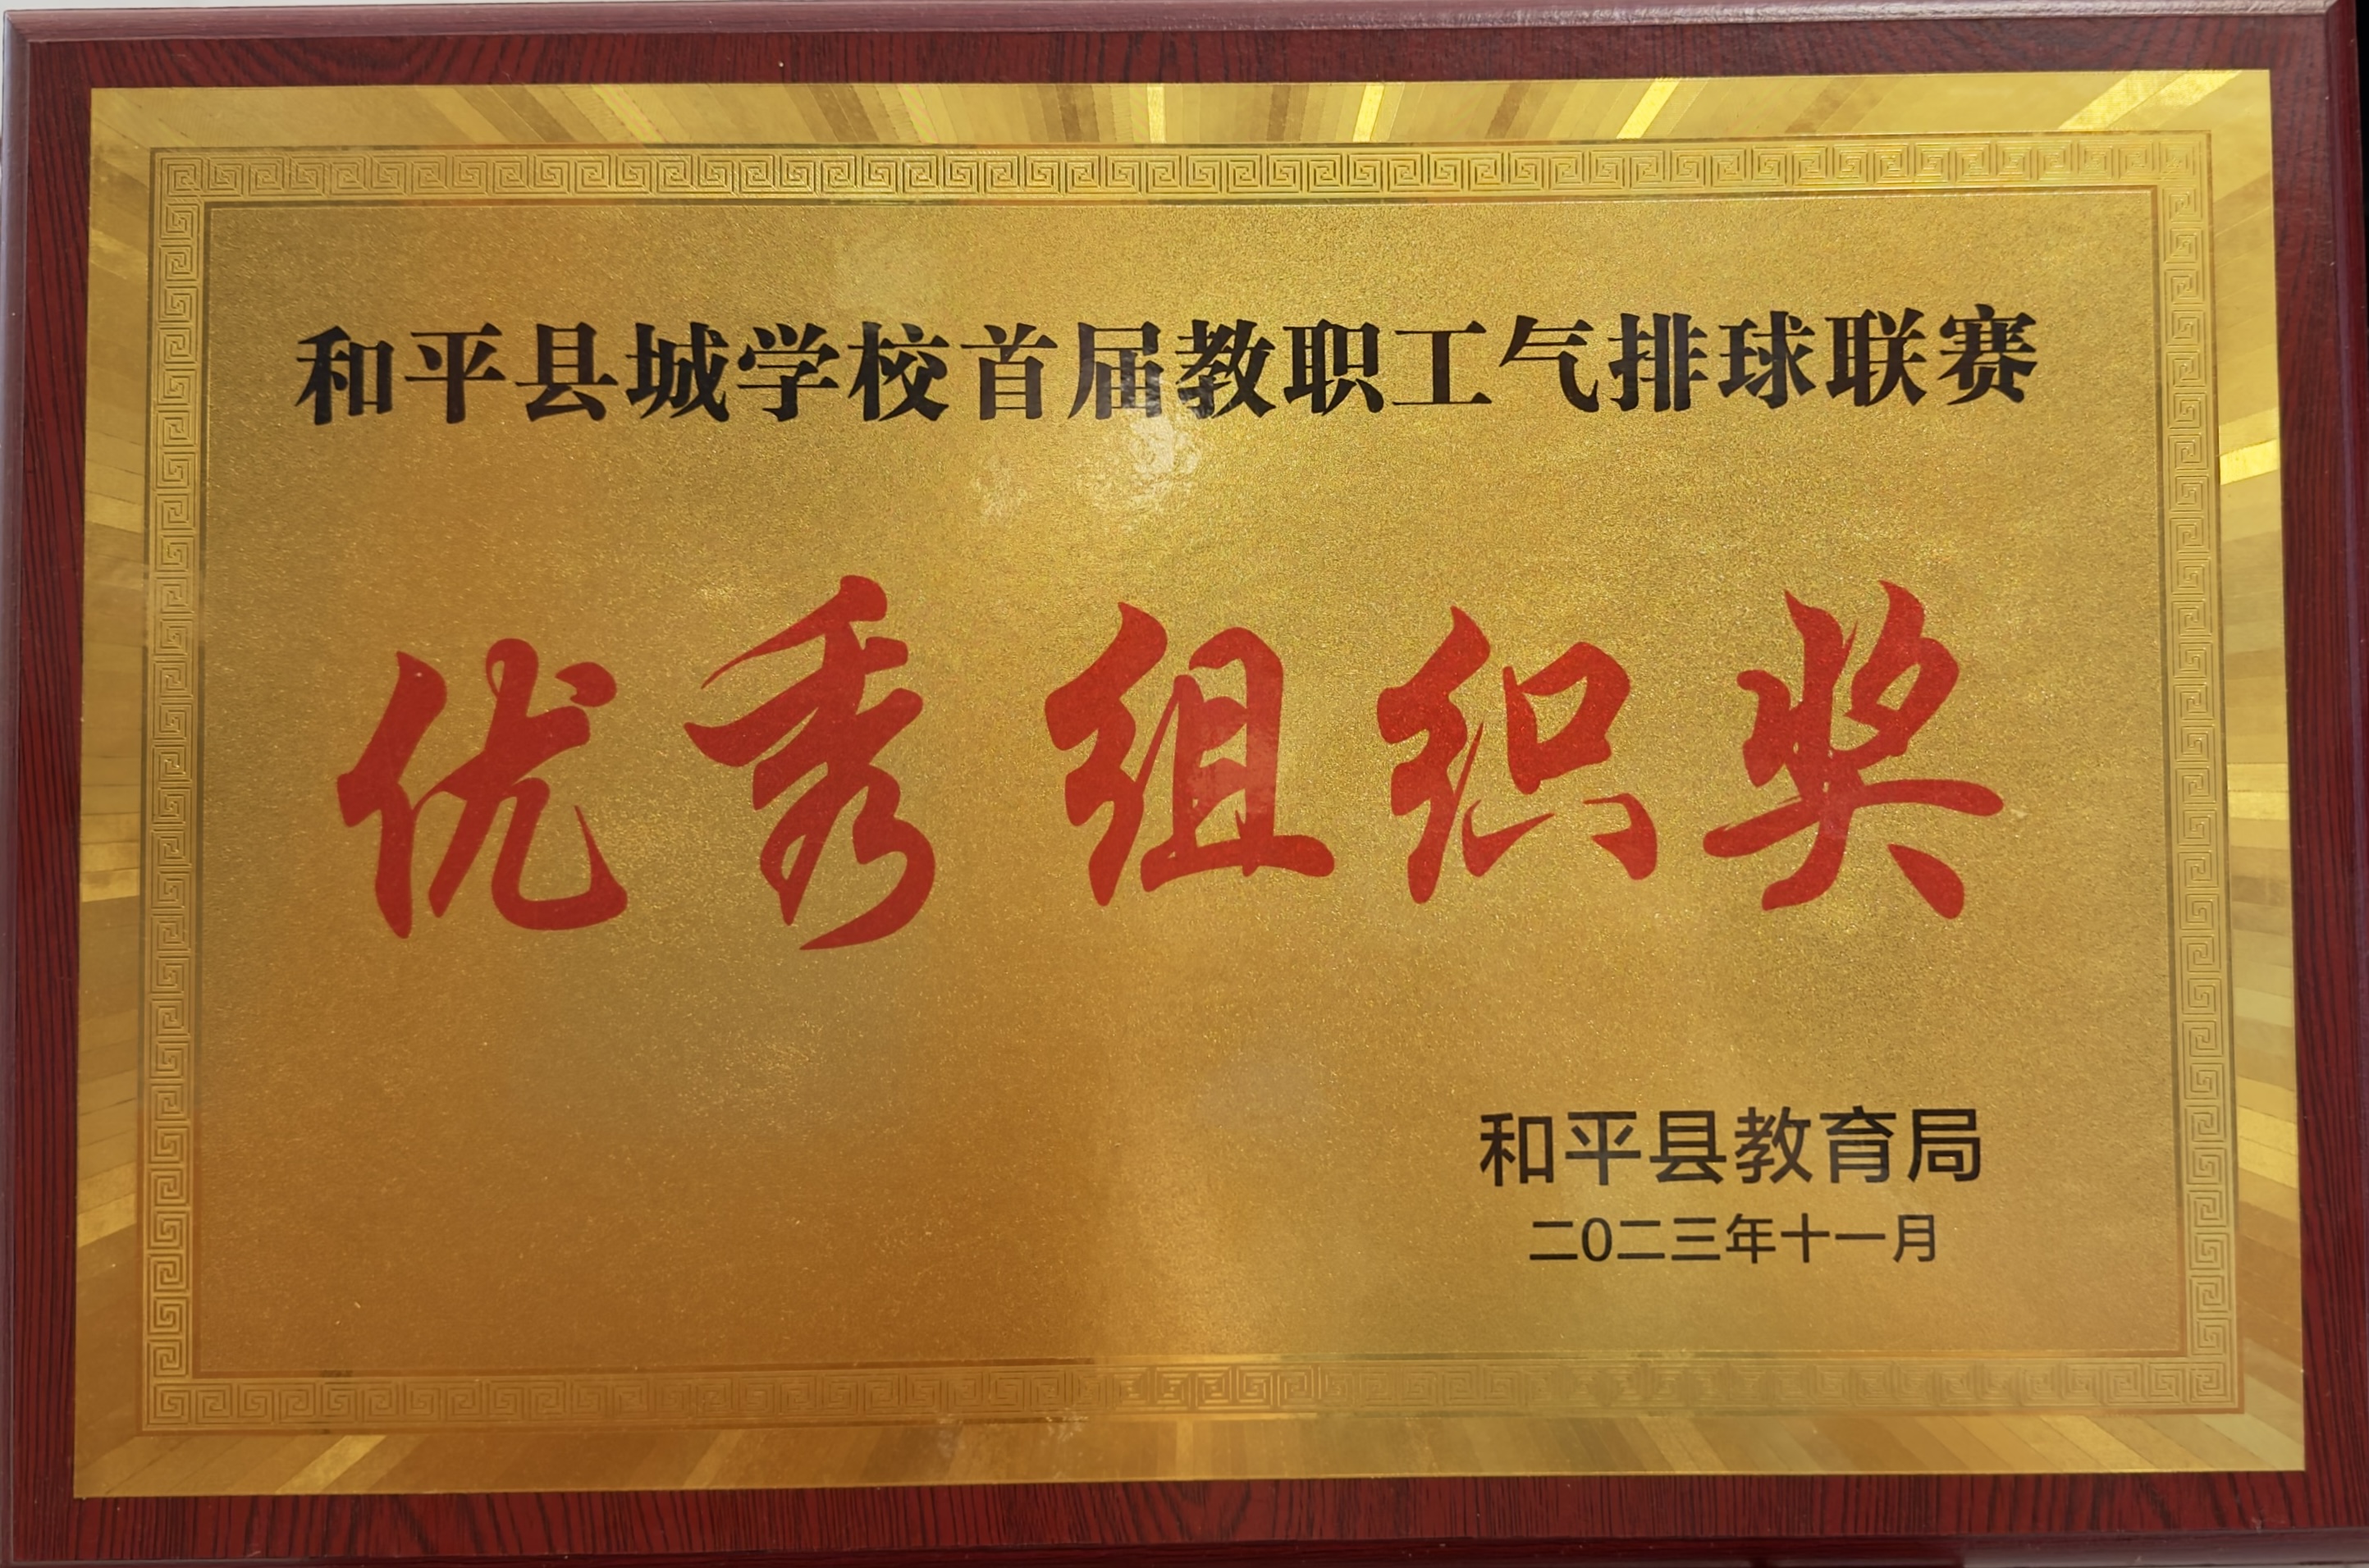 和平县城学校首届教职工气排球联赛
优秀组织奖
和平县教育局
二0二三年十一月